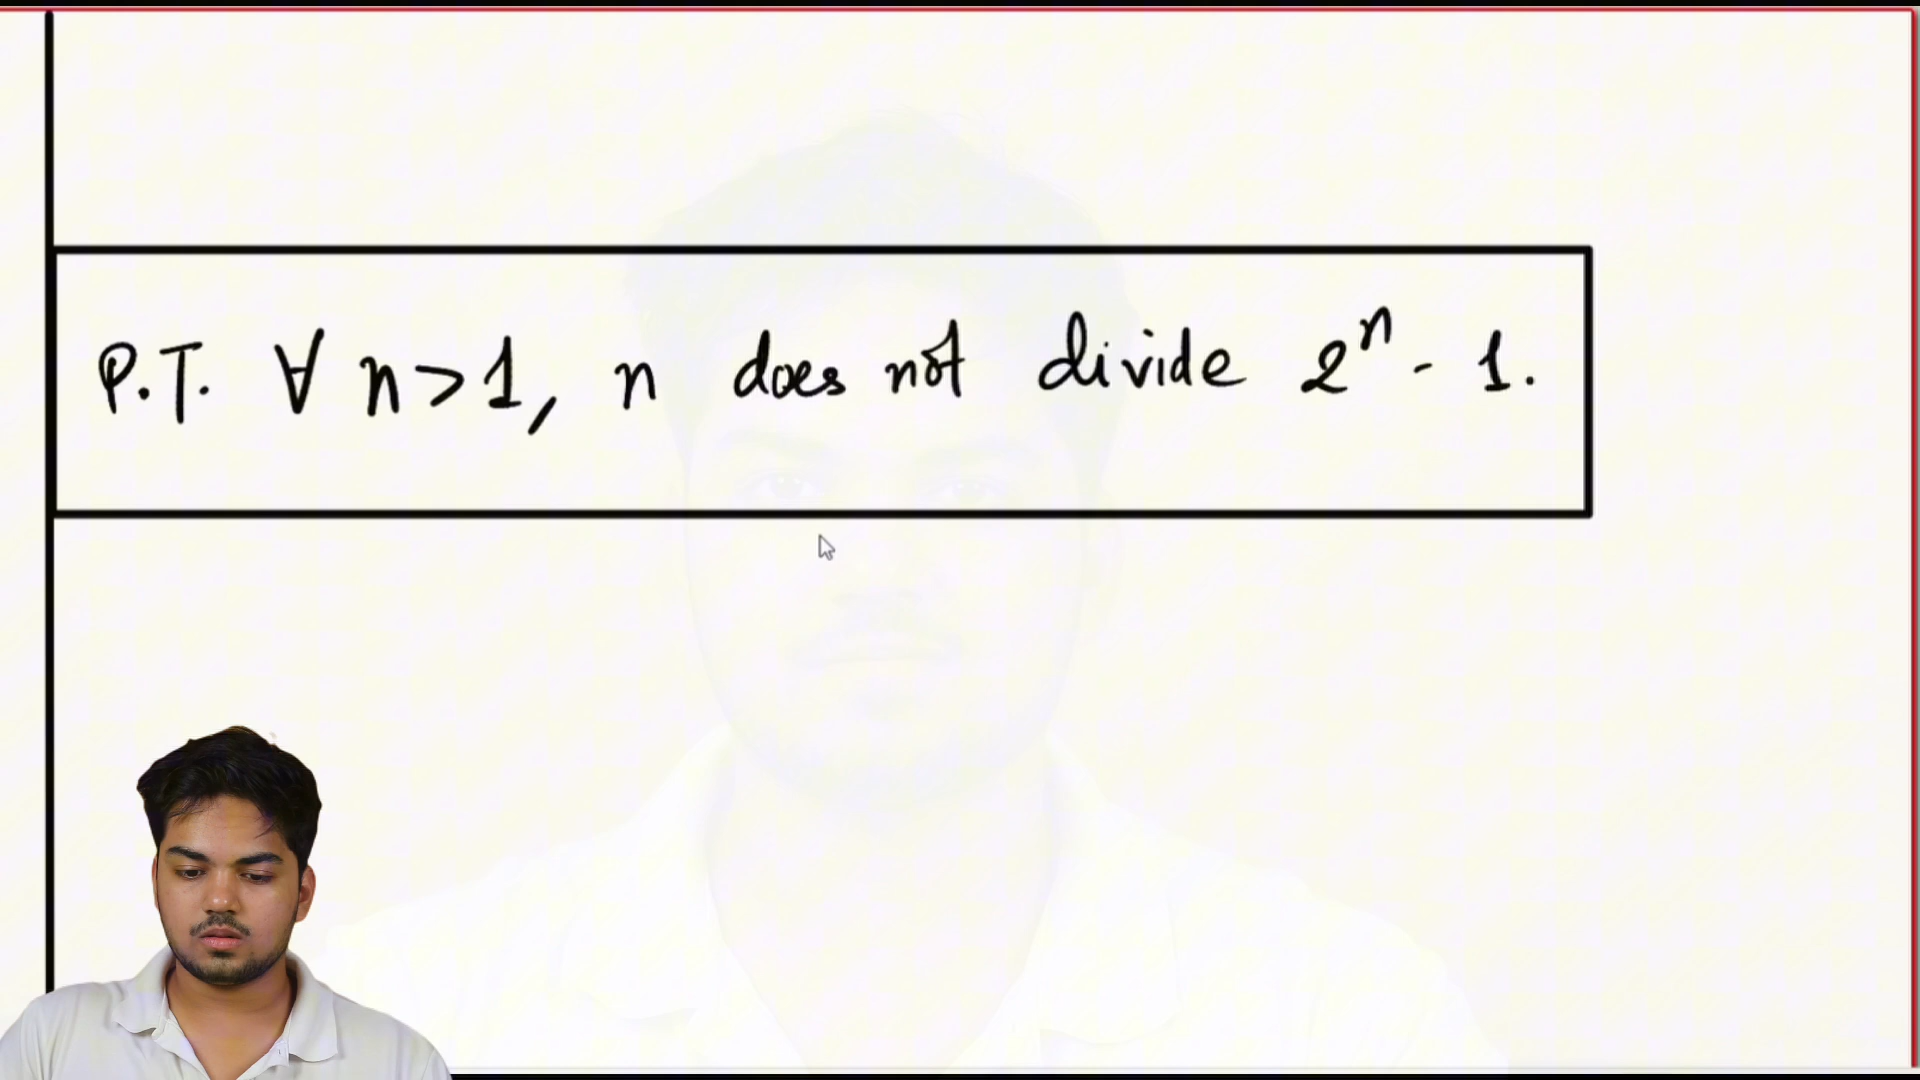 P.T. ∀ n>1, n does not divide 2ⁿ - 1.